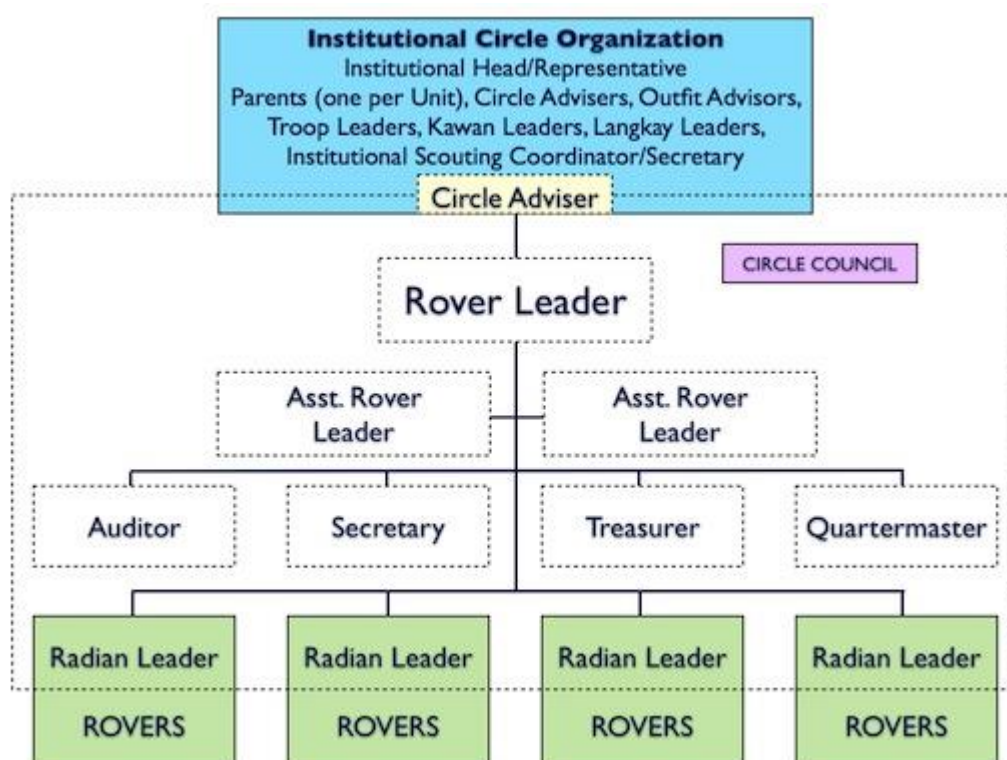 Institutional Circle Organization
Institutional Head/Representative
Parents (one per Unit), Circle Advisers, Outfit Advisors,
Troop Leaders, Kawan Leaders, Langkay Leaders,
Institutional Scouting Coordinator/Secretary
Circle Adviser
CIRCLE COUNCIL
Rover Leader
Asst. Rover
Leader
Asst. Rover
Leader
Auditor
Secretary
Treasurer
Quartermaster
Radian Leader
ROVERS
Radian Leader
ROVERS
Radian Leader
ROVERS
Radian Leader
ROVERS